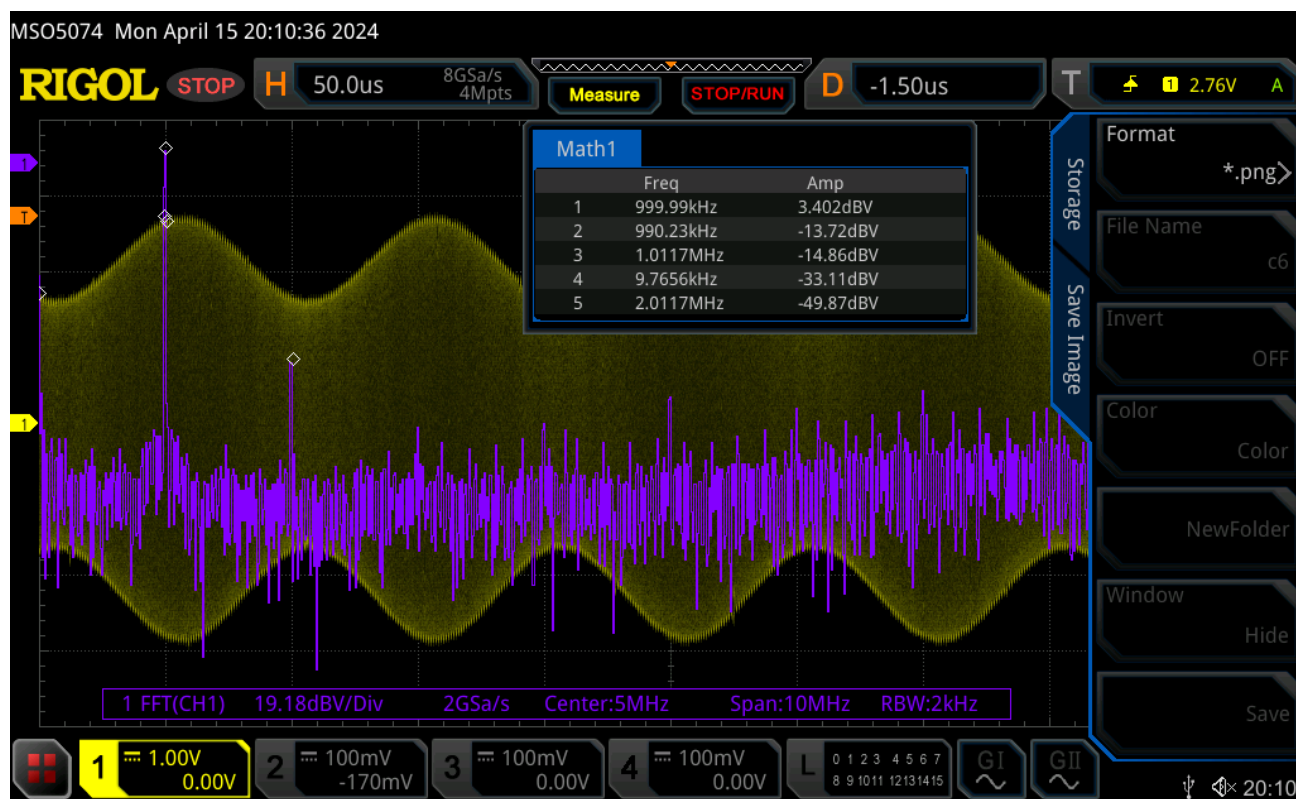 MSO5074 Mon April 15 20:10:36 2024
RIGOL STOP H 50.0us 8GSa/s 4Mpts Measure STOP/RUN D -1.50us T 1 2.76V A
Math1
Freq Amp
1 999.99kHz 3.402dBV
2 990.23kHz -13.72dBV
3 1.0117MHz -14.86dBV
4 9.7656kHz -33.11dBV
5 2.0117MHz -49.87dBV
1
T
1
Storage
Save Image
Format
*.png
File Name
c6
Invert
OFF
Color
Color
NewFolder
Window
Hide
Save
1 FFT(CH1) 19.18dBV/Div 2GSa/s Center:5MHz Span:10MHz RBW:2kHz
1 1.00V 0.00V
2 100mV -170mV
3 100mV 0.00V
4 100mV 0.00V
L 0 1 2 3 4 5 6 7
8 9 10 11 12 13 14 15
GI
GII
20:10